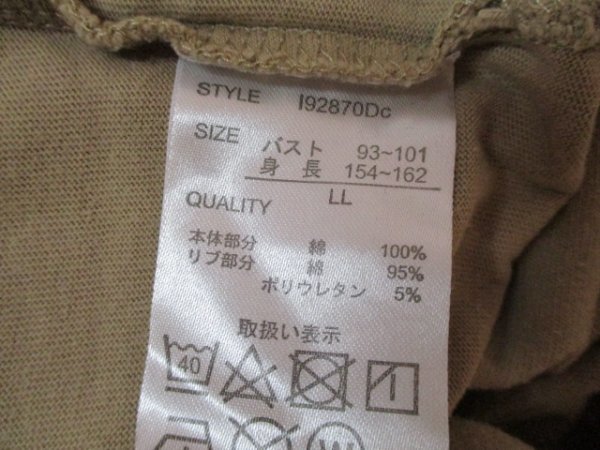 STYLE I92870Dc
SIZE バスト 93~101
身 長 154~162
LL
QUALITY
本体部分 綿 100%
リブ部分 綿 95%
ポリウレタン 5%
取扱い表示
40
W